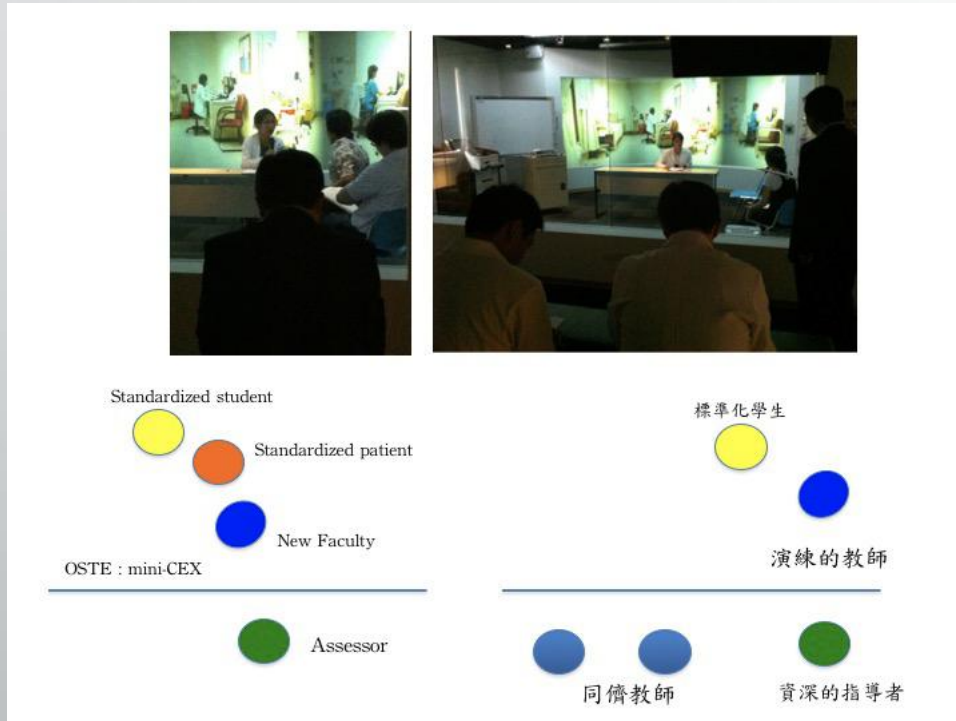 Standardized student
Standardized patient
New Faculty
OSTE : mini-CEX
Assessor
標準化學生
演練的教師
同儕教師
資深的指導者